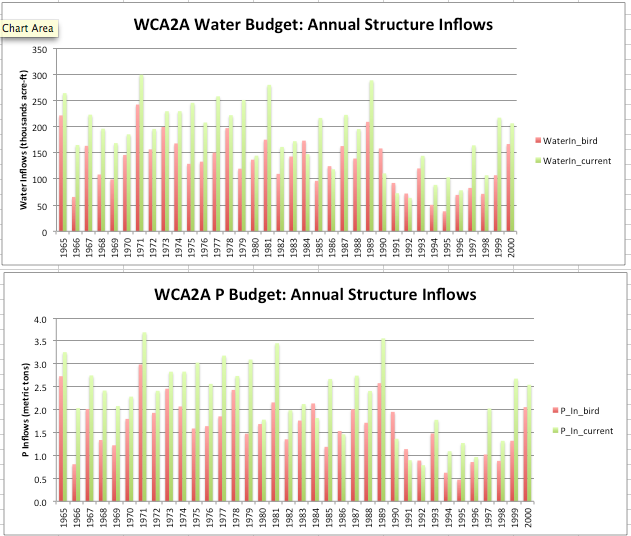 WCA2A Water Budget: Annual Structure Inflows
Chart Area
Water Inflows (thousands acre-ft)
350
300
250
200
150
100
50
0
1965 1966 1967 1968 1969 1970 1971 1972 1973 1974 1975 1976 1977 1978 1979 1980 1981 1982 1983 1984 1985 1986 1987 1988 1989 1990 1991 1992 1993 1994 1995 1996 1997 1998 1999 2000
WaterIn_bird
WaterIn_current
WCA2A P Budget: Annual Structure Inflows
P Inflows (metric tons)
4.0
3.5
3.0
2.5
2.0
1.5
1.0
0.5
0.0
1965 1966 1967 1968 1969 1970 1971 1972 1973 1974 1975 1976 1977 1978 1979 1980 1981 1982 1983 1984 1985 1986 1987 1988 1989 1990 1991 1992 1993 1994 1995 1996 1997 1998 1999 2000
P_In_bird
P_In_current